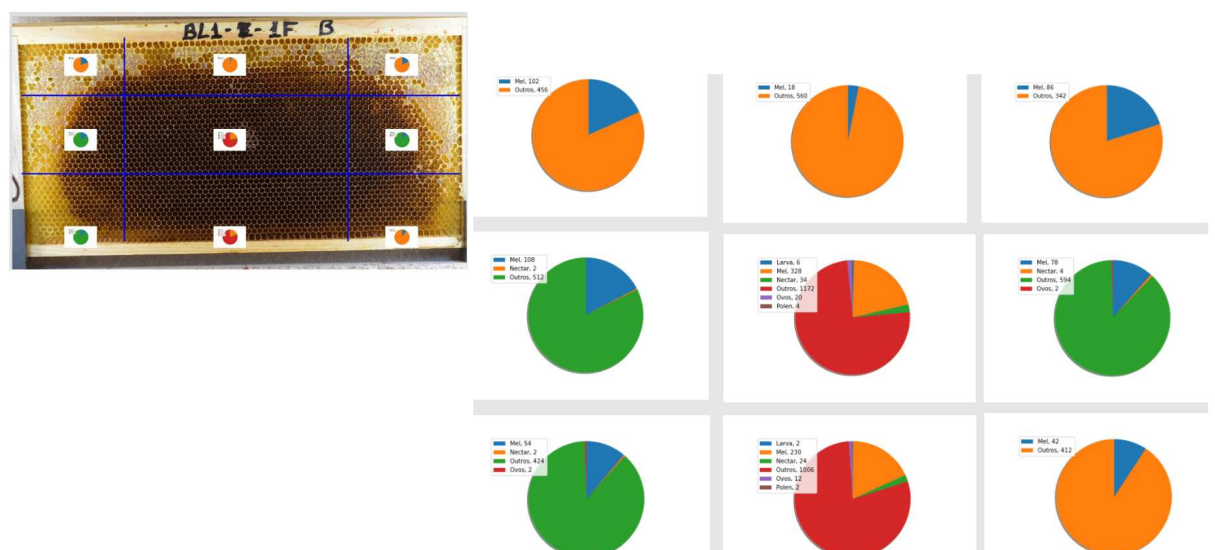 BL1-E-1F B
Mel, 102
Outros, 456
Mel, 18
Outros, 560
Mel, 86
Outros, 342
Mel, 108
Nectar, 2
Outros, 512
Larva, 6
Mel, 328
Nectar, 34
Outros, 1172
Ovos, 20
Polen, 4
Mel, 78
Nectar, 4
Outros, 594
Ovos, 2
Mel, 54
Nectar, 2
Outros, 424
Ovos, 2
Larva, 2
Mel, 230
Nectar, 24
Outros, 1006
Ovos, 12
Polen, 2
Mel, 42
Outros, 412